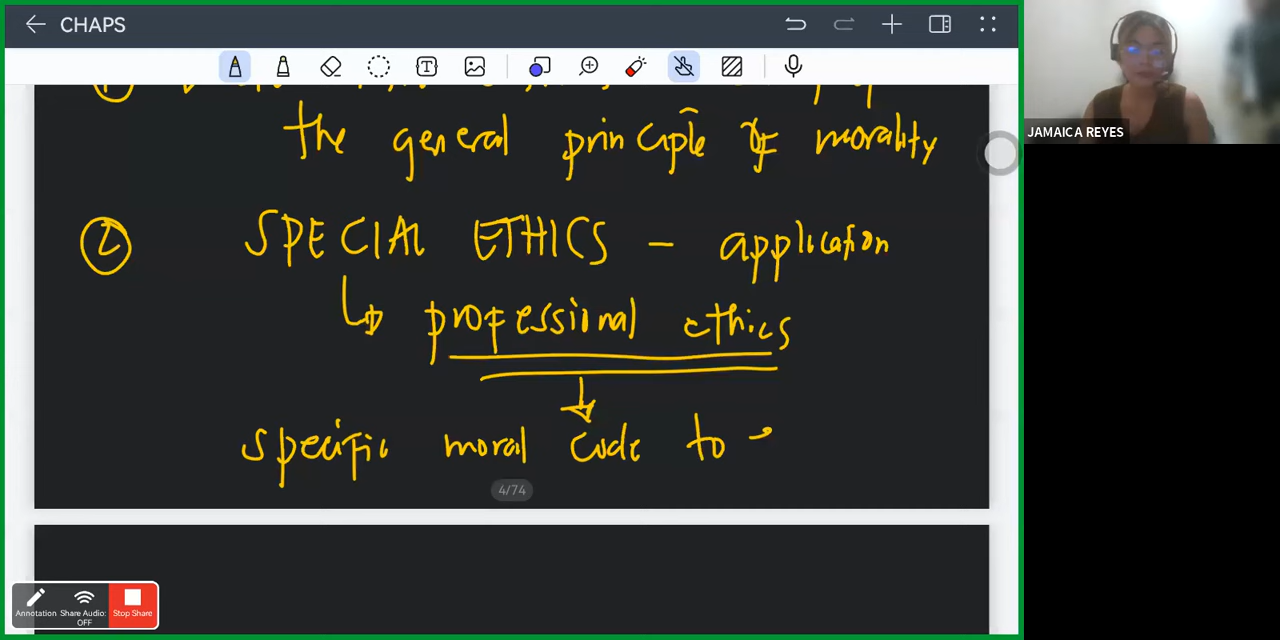 CHAPS
JAMAICA REYES
the general principle of morality
2 SPECIAL ETHICS – application
↳ professional ethics
↓
specific moral code to
4/74
Annotation
Share Audio: OFF
Stop Share